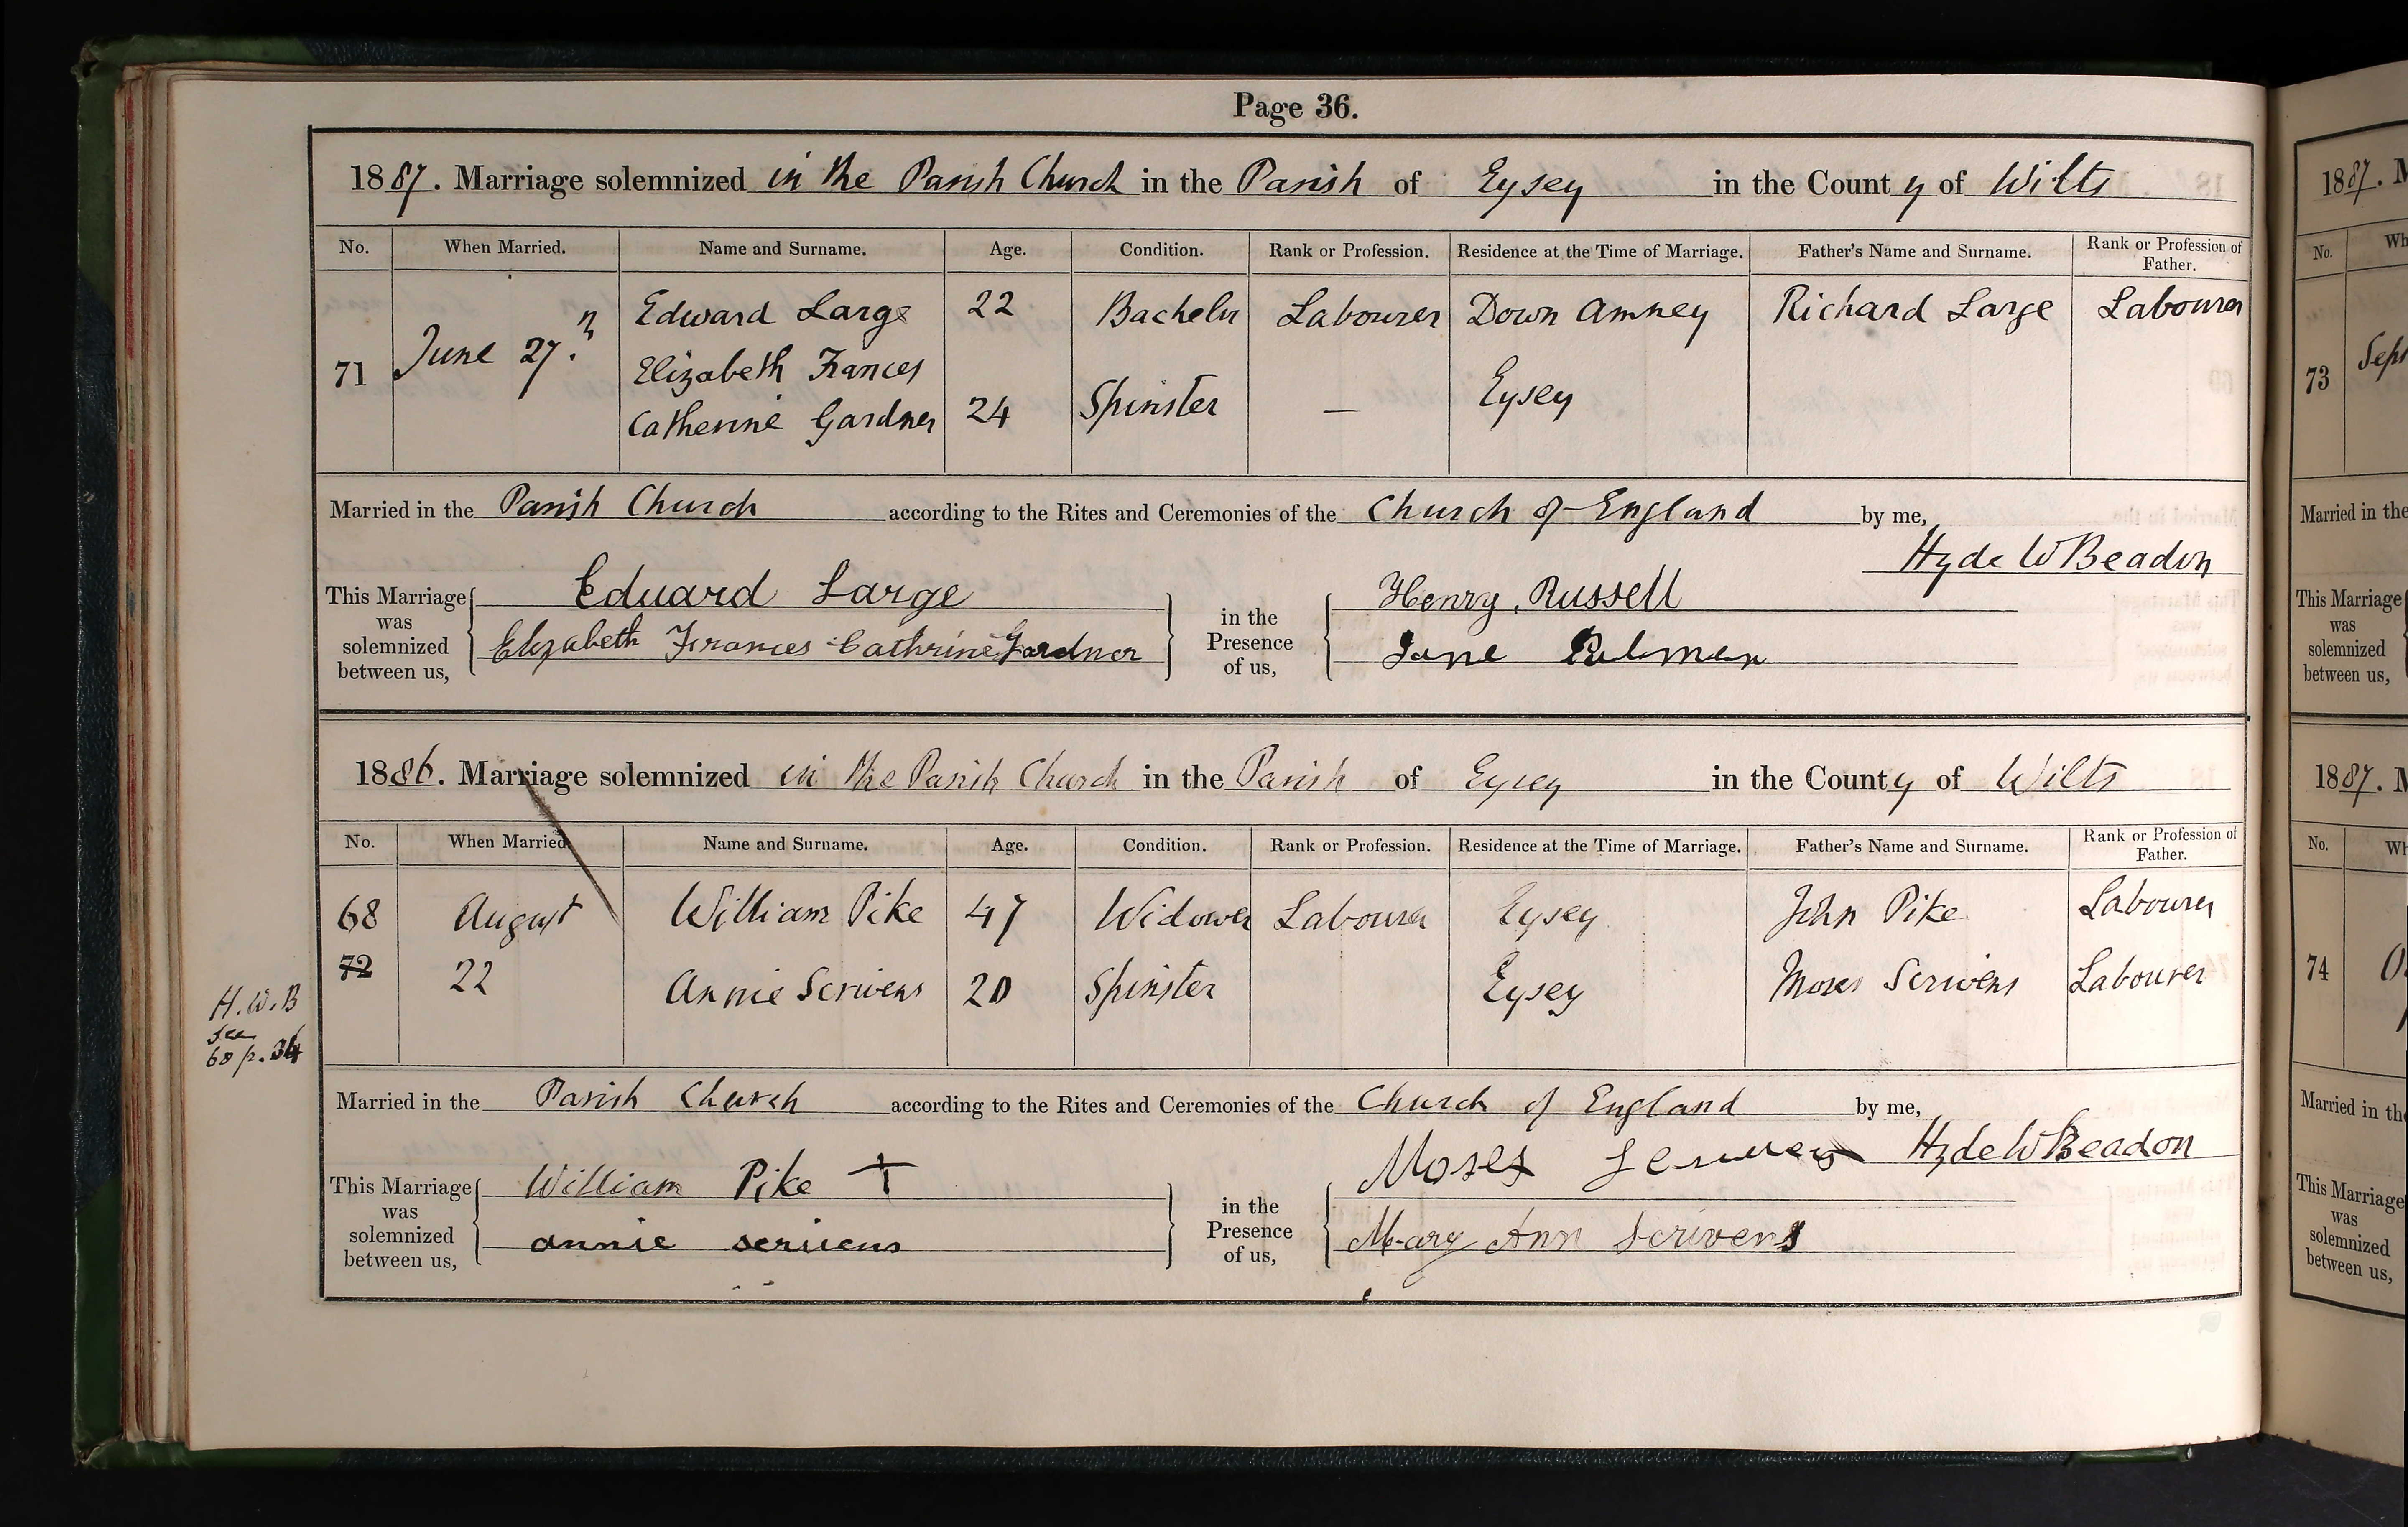 Page 36.
1887. Marriage solemnized in the Parish Church in the Parish of Eysey in the County of Wilts
No. When Married. Name and Surname. Age. Condition. Rank or Profession. Residence at the Time of Marriage. Father's Name and Surname. Rank or Profession of Father.
71 June 27.th Edward Large 22 Bachelor Labourer Down Amney Richard Large Labourer
Elizabeth Frances
Catherine Gardner 24 Spinster — Eysey
Married in the Parish Church according to the Rites and Ceremonies of the Church of England by me,
Hyde W Beadon
This Marriage was solemnized between us, Edward Large
Elizabeth Frances Cathrine Gardner
in the Presence of us, Henry Russell
Jane
1886. Marriage solemnized in the Parish Church in the Parish of Eysey in the County of Wilts
No. When Married. Name and Surname. Age. Condition. Rank or Profession. Residence at the Time of Marriage. Father's Name and Surname. Rank or Profession of Father.
68 August William Pike 47 Widower Labourer Eysey John Pike Labourer
72 22 Annie Scrivens 20 Spinster Eysey Moses Scrivens Labourer
H.W.B
See
68 p. 34
Married in the Parish Church according to the Rites and Ceremonies of the Church of England by me,
Hyde W Beadon
This Marriage was solemnized between us, William Pike +
annie scrivens
in the Presence of us, Moses
Mary Ann Scrivens
1887. M
No. Wh
73 Sept
Married in the
This Marriage
was
solemnized
between us,
1887. M
No. Wh
74
Married in the
This Marriage
was
solemnized
between us,